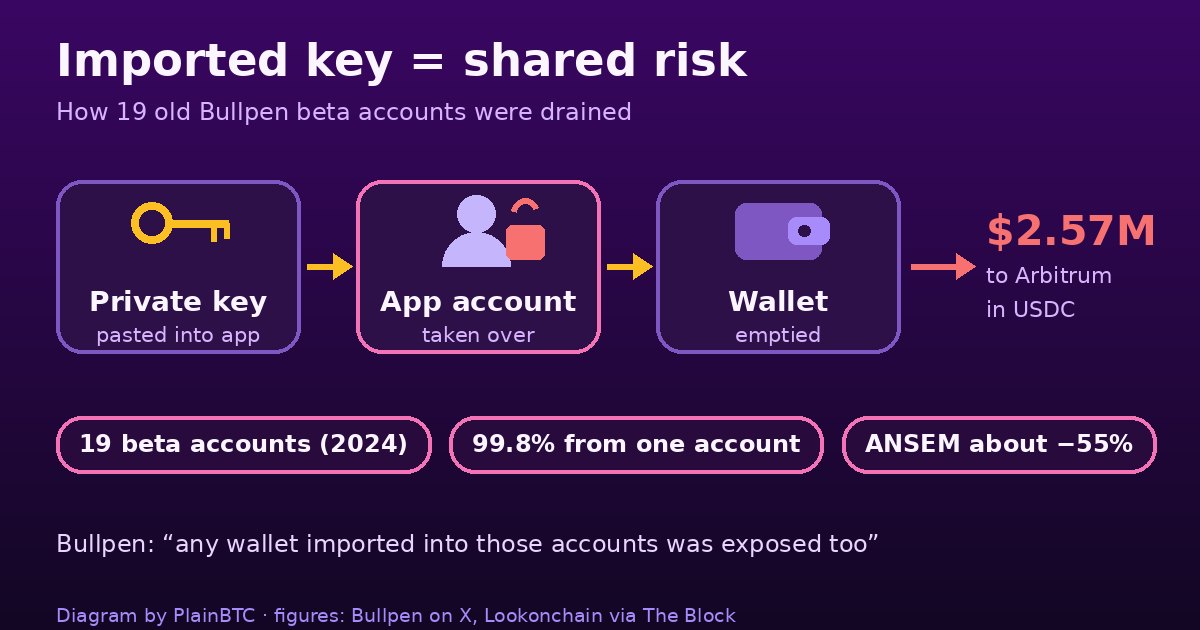 Imported key = shared risk
How 19 old Bullpen beta accounts were drained
Private key
pasted into app
App account
taken over
Wallet
emptied
$2.57M
to Arbitrum
in USDC
19 beta accounts (2024)
99.8% from one account
ANSEM about −55%
Bullpen: “any wallet imported into those accounts was exposed too”
Diagram by PlainBTC · figures: Bullpen on X, Lookonchain via The Block